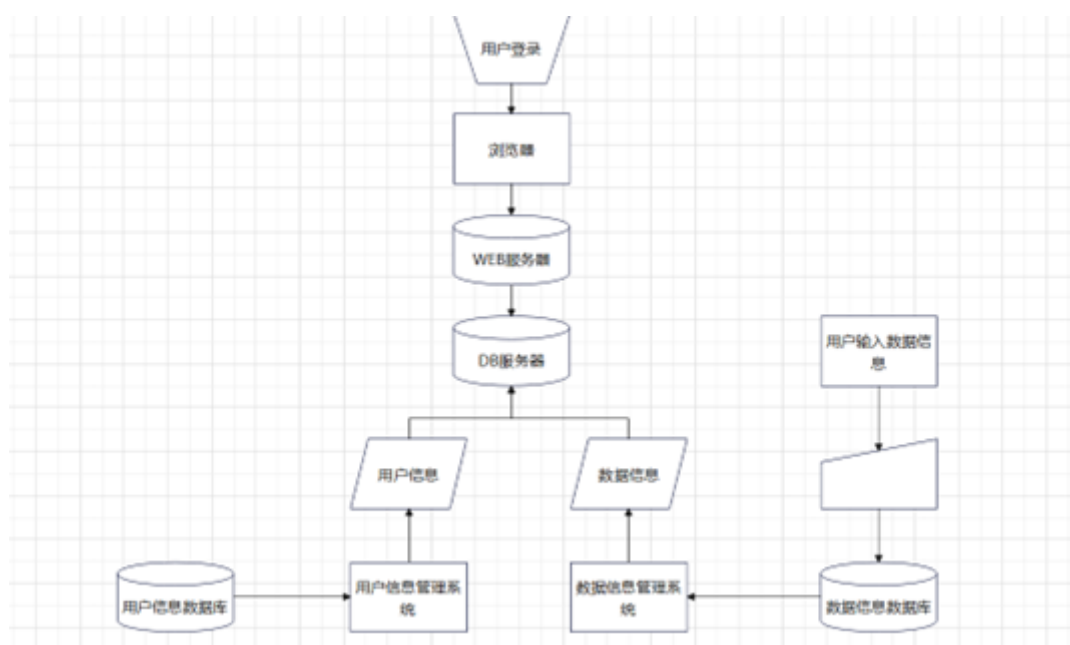 用户登录
浏览器
WEB服务器
DB服务器
用户输入数据信
息
用户信息
数据信息
用户信息数据库
用户信息管理系
统
数据信息管理系
统
数据信息数据库